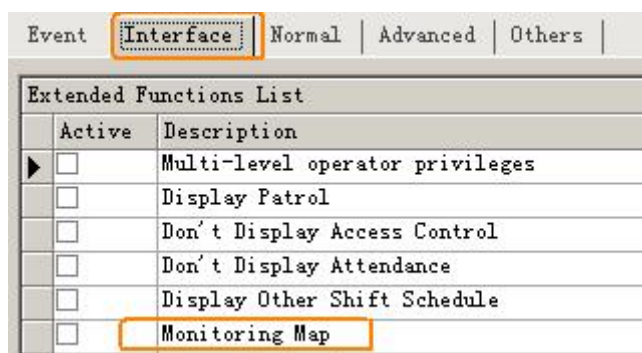 Event Interface Normal Advanced Others
Extended Functions List
Active Description
Multi-level operator privileges
Display Patrol
Don't Display Access Control
Don't Display Attendance
Display Other Shift Schedule
Monitoring Map